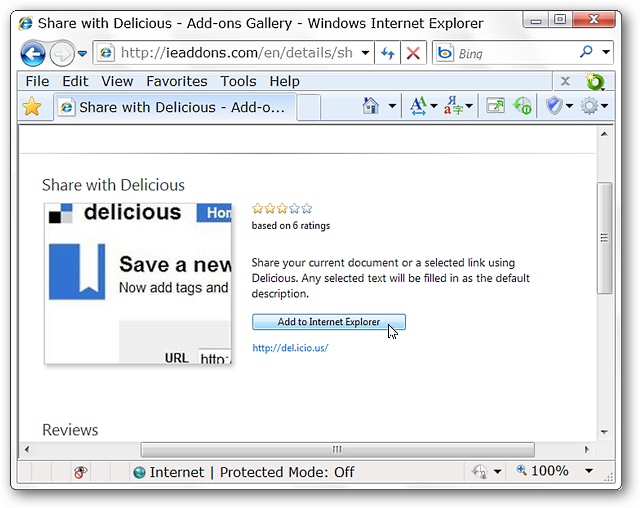 Share with Delicious - Add-ons Gallery - Windows Internet Explorer
http://ieaddons.com/en/details/sh
Bing
File Edit View Favorites Tools Help
x
Share with Delicious - Add-o...
Share with Delicious
delicious Hom
Save a new
Now add tags and
URL http:/
based on 6 ratings
Share your current document or a selected link using
Delicious. Any selected text will be filled in as the default
description.
Add to Internet Explorer
http://del.icio.us/
Reviews
Internet | Protected Mode: Off
100%